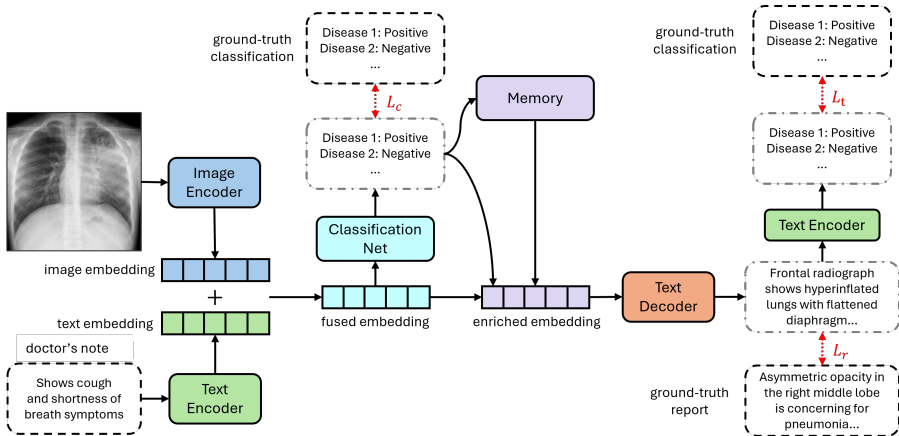 ground-truth
classification
Disease 1: Positive
Disease 2: Negative
...
L_c
Disease 1: Positive
Disease 2: Negative
...
Memory
ground-truth
classification
Disease 1: Positive
Disease 2: Negative
...
L_t
Disease 1: Positive
Disease 2: Negative
...
Image
Encoder
Classification
Net
Text Encoder
image embedding
+
text embedding
fused embedding
enriched embedding
Text
Decoder
Frontal radiograph
shows hyperinflated
lungs with flattened
diaphragm...
L_r
doctor's note
Shows cough
and shortness of
breath symptoms
Text
Encoder
ground-truth
report
Asymmetric opacity in
the right middle lobe
is concerning for
pneumonia...